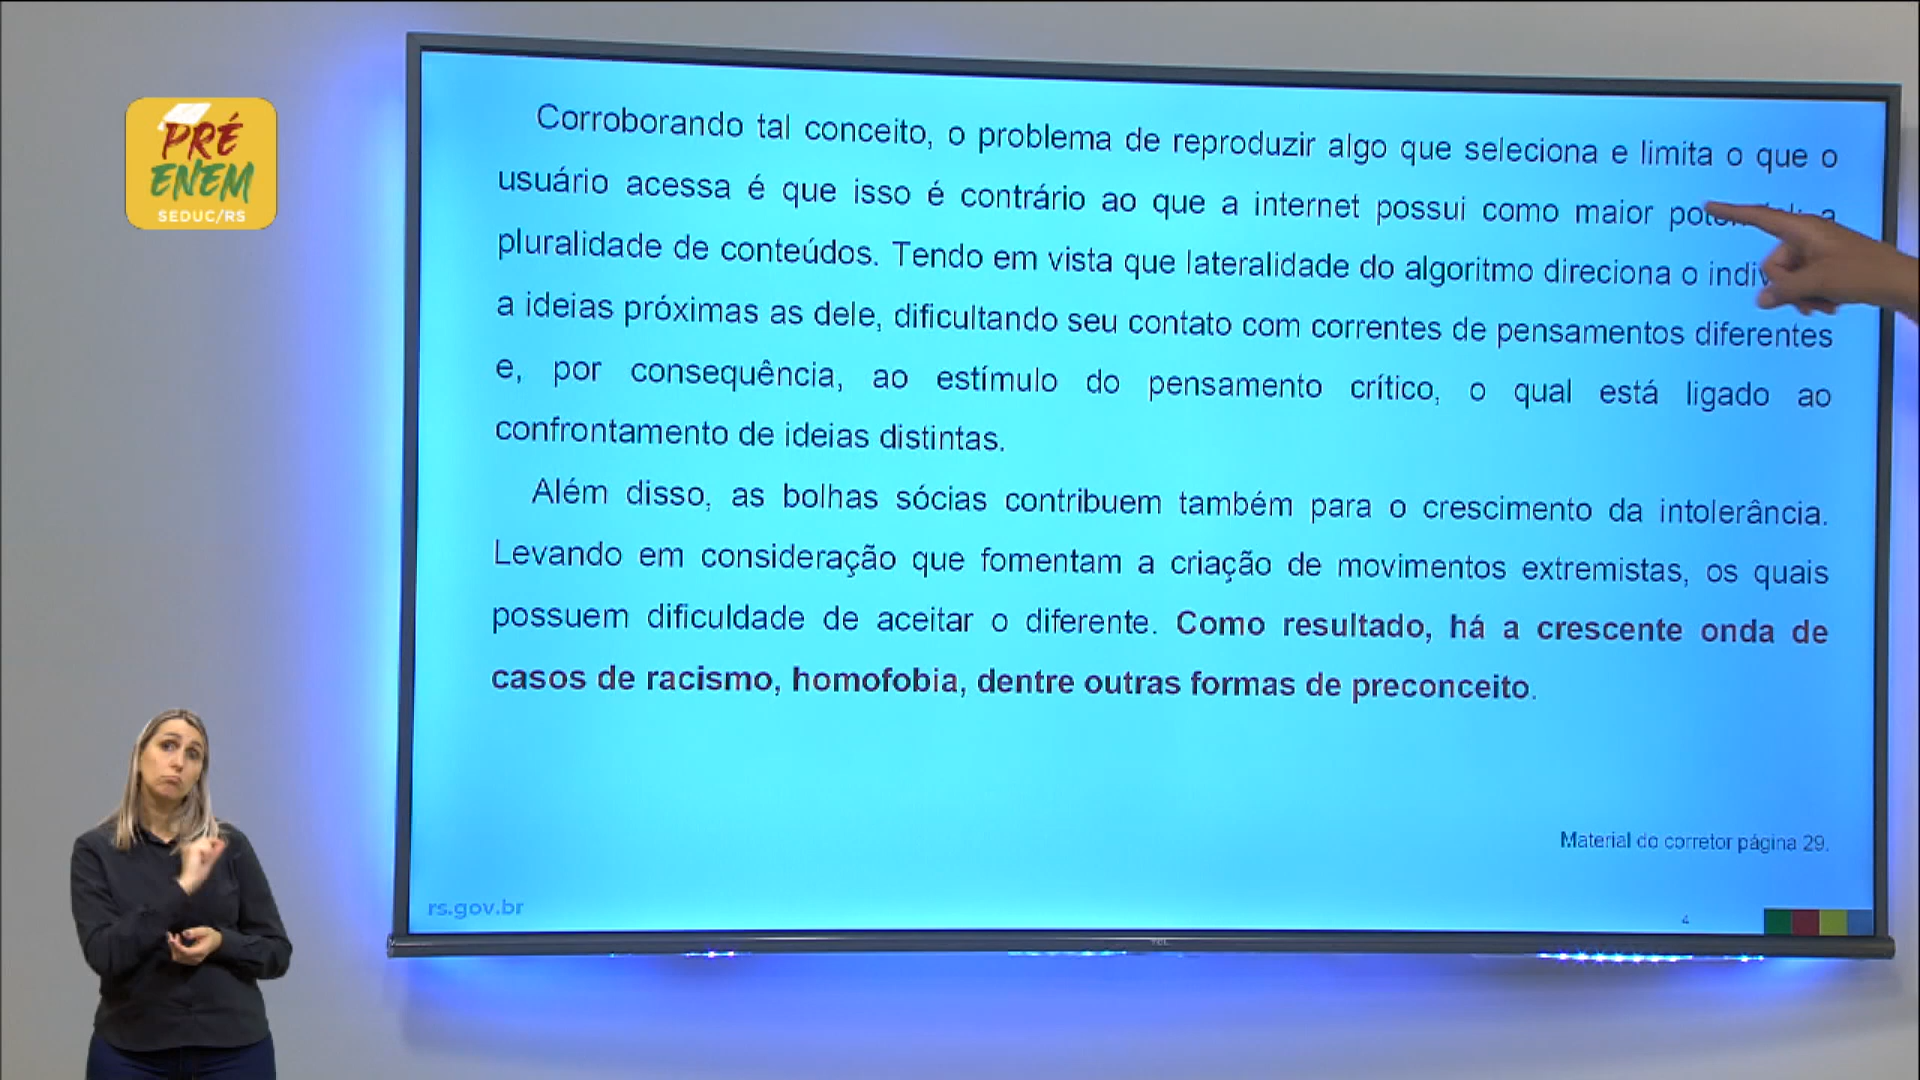 PRÉ
ENEM
SEDUC/RS
Corroborando tal conceito, o problema de reproduzir algo que seleciona e limita o que o
usuário acessa é que isso é contrário ao que a internet possui como maior a
pluralidade de conteúdos. Tendo em vista que lateralidade do algoritmo direciona o
a ideias próximas as dele, dificultando seu contato com correntes de pensamentos diferentes
e, por consequência, ao estímulo do pensamento crítico, o qual está ligado ao
confrontamento de ideias distintas.
Além disso, as bolhas sócias contribuem também para o crescimento da intolerância.
Levando em consideração que fomentam a criação de movimentos extremistas, os quais
possuem dificuldade de aceitar o diferente. Como resultado, há a crescente onda de
casos de racismo, homofobia, dentre outras formas de preconceito.
Material do corretor página 29.
rs.gov.br
4
TCL